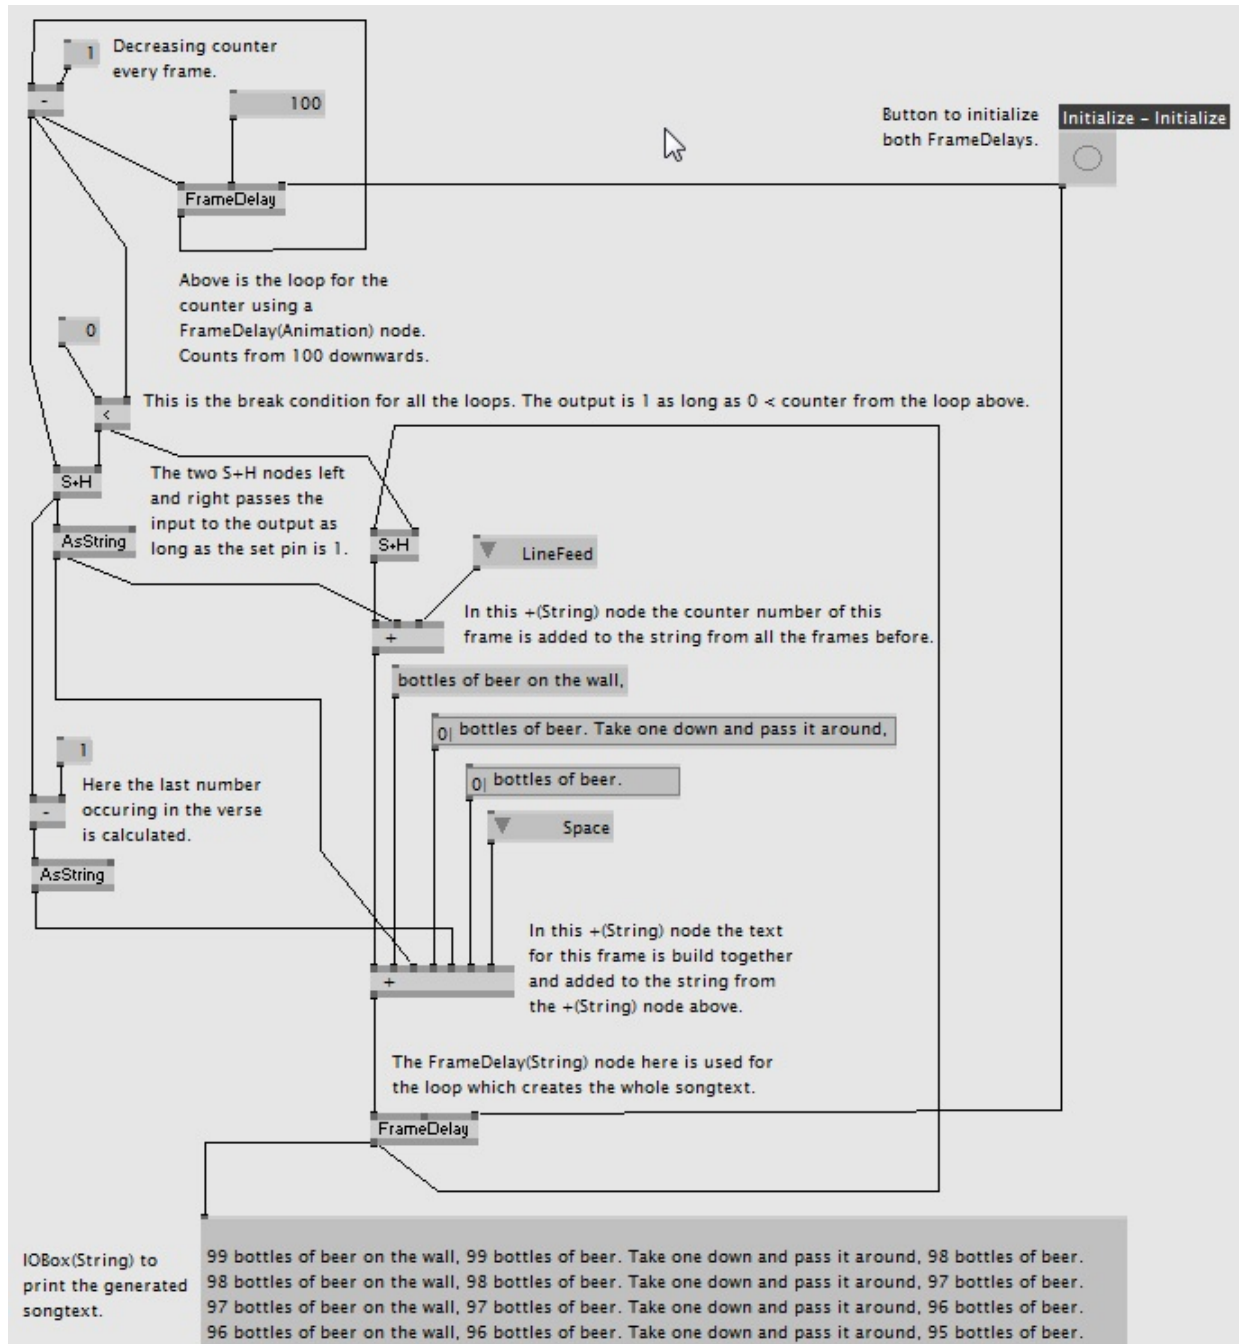 1
Decreasing counter
every frame.
-
100
Button to initialize
both FrameDelays.
Initialize - Initialize
FrameDelay
Above is the loop for the
counter using a
FrameDelay(Animation) node.
Counts from 100 downwards.
0
<
This is the break condition for all the loops. The output is 1 as long as 0 < counter from the loop above.
S+H
The two S+H nodes left
and right passes the
input to the output as
long as the set pin is 1.
AsString
S+H
LineFeed
In this +(String) node the counter number of this
frame is added to the string from all the frames before.
+
bottles of beer on the wall,
0| bottles of beer. Take one down and pass it around,
1
0| bottles of beer.
Here the last number
occuring in the verse
is calculated.
-
Space
AsString
In this +(String) node the text
for this frame is build together
and added to the string from
the +(String) node above.
+
The FrameDelay(String) node here is used for
the loop which creates the whole songtext.
FrameDelay
IOBox(String) to
print the generated
songtext.
99 bottles of beer on the wall, 99 bottles of beer. Take one down and pass it around, 98 bottles of beer.
98 bottles of beer on the wall, 98 bottles of beer. Take one down and pass it around, 97 bottles of beer.
97 bottles of beer on the wall, 97 bottles of beer. Take one down and pass it around, 96 bottles of beer.
96 bottles of beer on the wall, 96 bottles of beer. Take one down and pass it around, 95 bottles of beer.